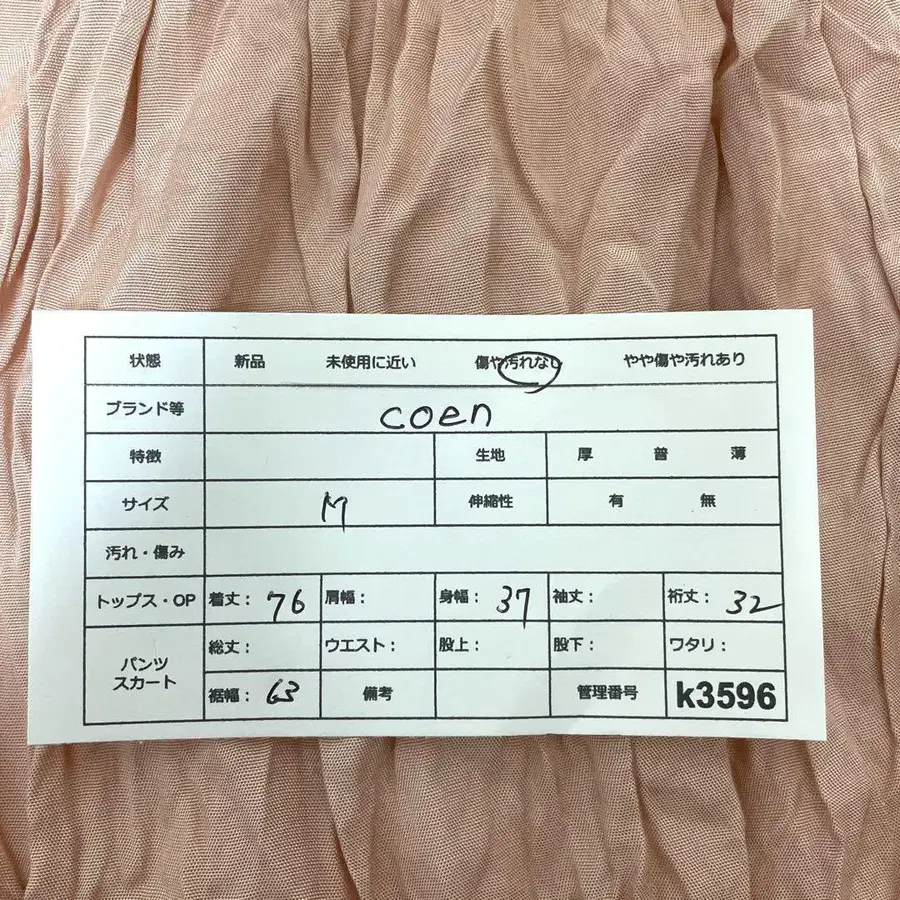 状態 新品 未使用に近い 傷や汚れなし やや傷や汚れあり
ブランド等 coen
特徴 生地 厚 普 薄
サイズ M 伸縮性 有 無
汚れ・傷み
トップス・OP 着丈: 76 肩幅: 身幅: 37 袖丈: 裄丈: 32
パンツ スカート 総丈: ウエスト: 股上: 股下: ワタリ:
裾幅: 63 備考 管理番号 k3596